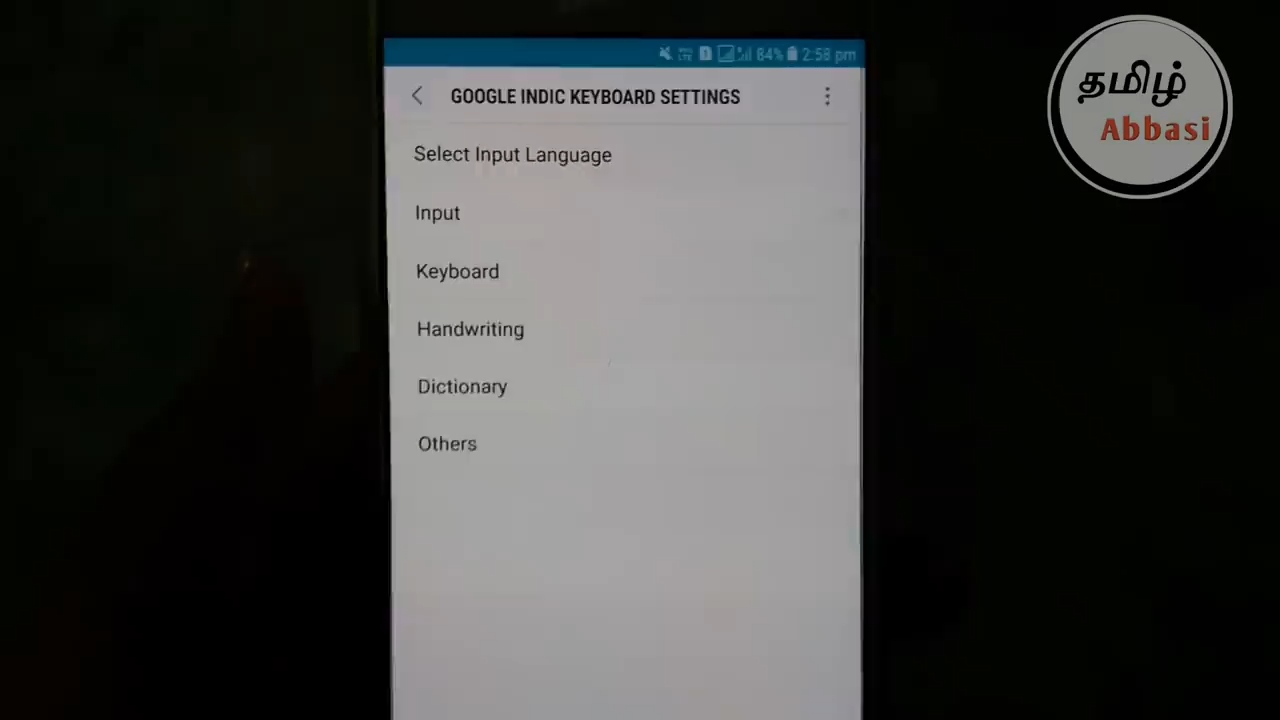 84% 2:58 pm
GOOGLE INDIC KEYBOARD SETTINGS
Select Input Language
Input
Keyboard
Handwriting
Dictionary
Others
தமிழ்
Abbasi